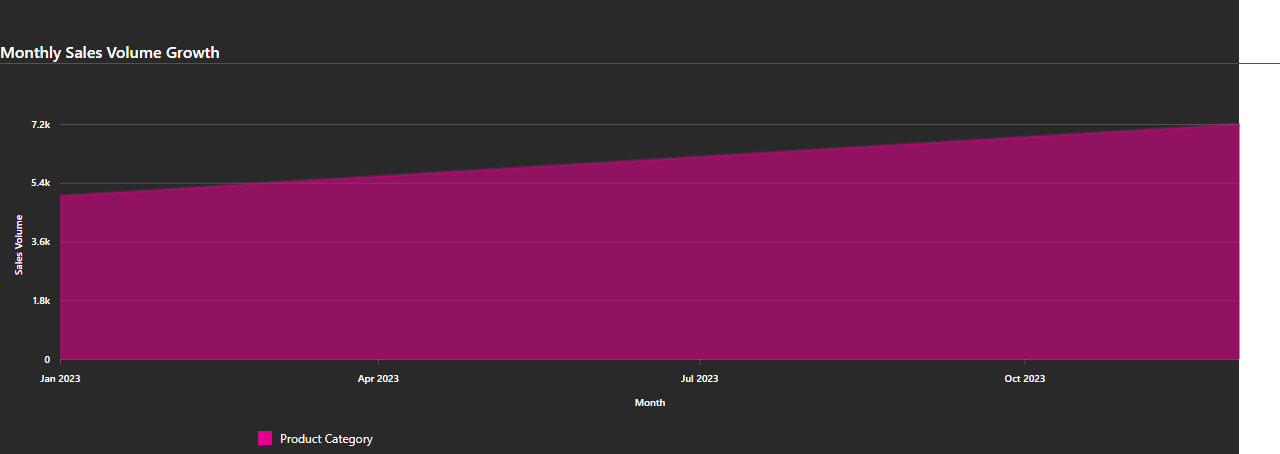 Monthly Sales Volume Growth
7.2k
5.4k
3.6k
1.8k
0
Sales Volume
Jan 2023 Apr 2023 Jul 2023 Oct 2023
Month
Product Category